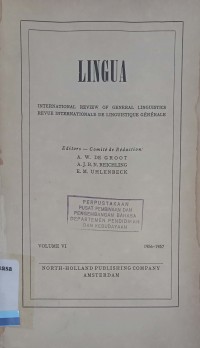 LINGUA
INTERNATIONAL REVIEW OF GENERAL LINGUISTICS
REVUE INTERNATIONALE DE LINGUISTIQUE GÉNÉRALE
Editors — Comité de Rédaction:
A. W. DE GROOT
A. J. B. N. REICHLING
E. M. UHLENBECK
PERPUSTAKAAN
PUSAT PEMBINAAN DAN
PENGEMBANGAN BAHASA
DEPARTEMEN PENDIDIKAN
DAN KEBUDAYAAN
VOLUME VI
1956-1957
NORTH-HOLLAND PUBLISHING COMPANY
AMSTERDAM